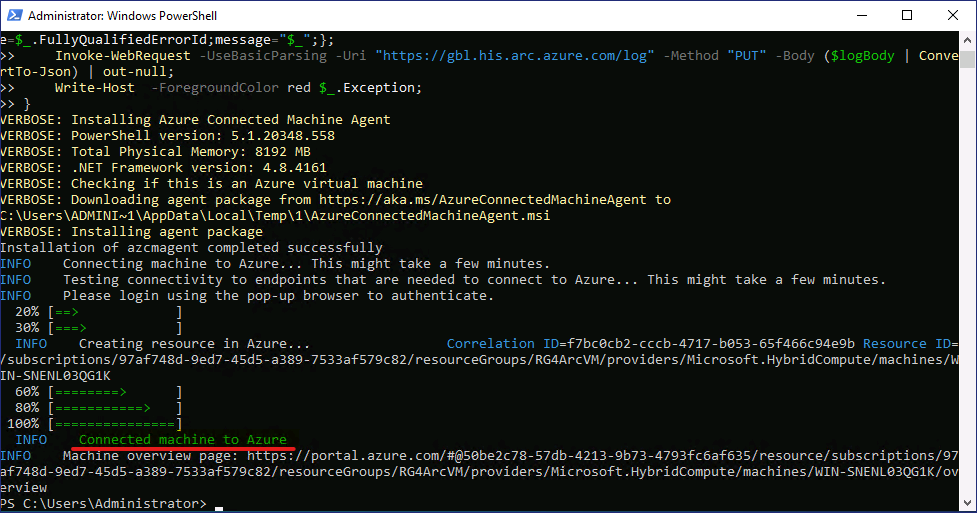 Administrator: Windows PowerShell
e=$_.FullyQualifiedErrorId;message="$_";};
>>     Invoke-WebRequest -UseBasicParsing -Uri "https://gbl.his.arc.azure.com/log" -Method "PUT" -Body ($logBody | Conve
rtTo-Json) | out-null;
>>     Write-Host  -ForegroundColor red $_.Exception;
>> }
VERBOSE: Installing Azure Connected Machine Agent
VERBOSE: PowerShell version: 5.1.20348.558
VERBOSE: Total Physical Memory: 8192 MB
VERBOSE: .NET Framework version: 4.8.4161
VERBOSE: Checking if this is an Azure virtual machine
VERBOSE: Downloading agent package from https://aka.ms/AzureConnectedMachineAgent to
C:\Users\ADMINI~1\AppData\Local\Temp\1\AzureConnectedMachineAgent.msi
VERBOSE: Installing agent package
Installation of azcmagent completed successfully
INFO    Connecting machine to Azure... This might take a few minutes.
INFO    Testing connectivity to endpoints that are needed to connect to Azure... This might take a few minutes.
INFO    Please login using the pop-up browser to authenticate.
  20% [==>            ]
  30% [===>           ]
  INFO    Creating resource in Azure...                 Correlation ID=f7bc0cb2-cccb-4717-b053-65f466c94e9b Resource ID=
/subscriptions/97af748d-9ed7-45d5-a389-7533af579c82/resourceGroups/RG4ArcVM/providers/Microsoft.HybridCompute/machines/W
IN-SNENL03QG1K
  60% [========>      ]
  80% [===========>   ]
 100% [===============]
  INFO    Connected machine to Azure
INFO    Machine overview page: https://portal.azure.com/#@50be2c78-57db-4213-9b73-4793fc6af635/resource/subscriptions/97
af748d-9ed7-45d5-a389-7533af579c82/resourceGroups/RG4ArcVM/providers/Microsoft.HybridCompute/machines/WIN-SNENL03QG1K/ov
erview
PS C:\Users\Administrator>